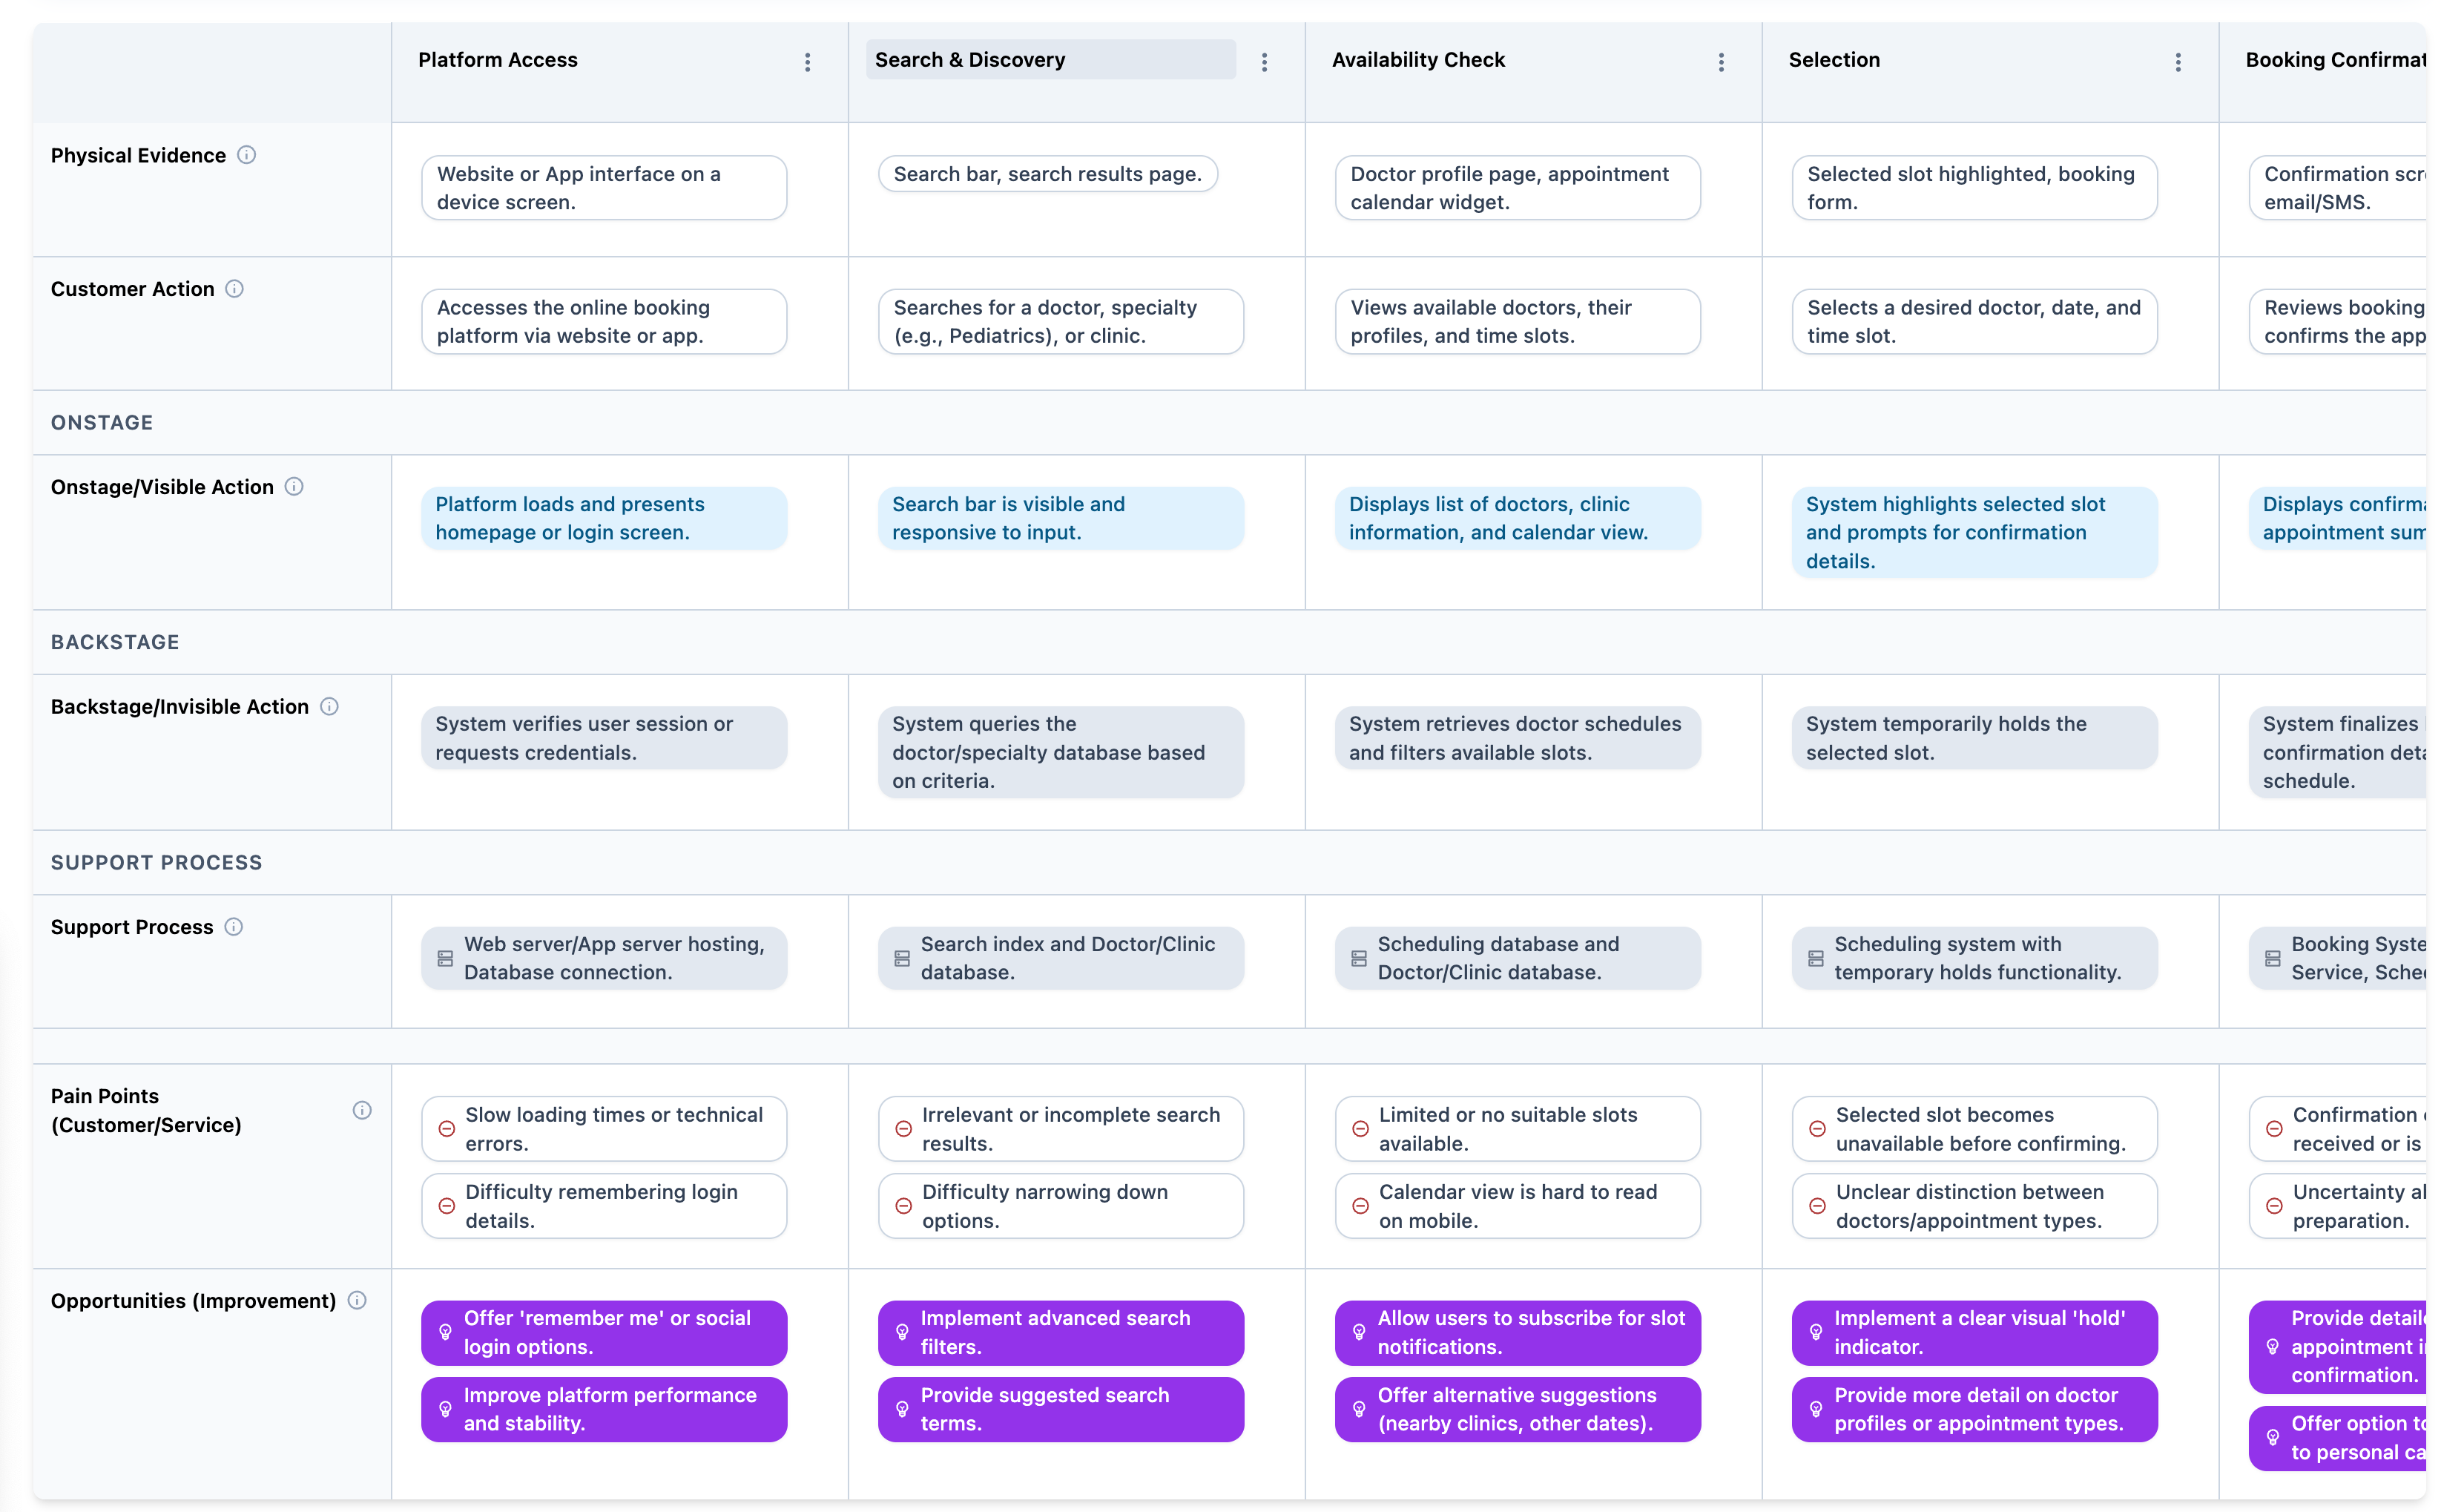 Platform Access
Search & Discovery
Availability Check
Selection
Booking
Physical Evidence
Website or App interface on a
device screen.
Search bar, search results page.
Doctor profile page, appointment
calendar widget.
Selected slot highlighted, booking
form.
Confirmation
email/SMS.
Customer Action
Accesses the online booking
platform via website or app.
Searches for a doctor, specialty
(e.g., Pediatrics), or clinic.
Views available doctors, their
profiles, and time slots.
Selects a desired doctor, date, and
time slot.
Reviews booking
confirms the
ONSTAGE
Onstage/Visible Action
Platform loads and presents
homepage or login screen.
Search bar is visible and
responsive to input.
Displays list of doctors, clinic
information, and calendar view.
System highlights selected slot
and prompts for confirmation
details.
Displays
appointment
BACKSTAGE
Backstage/Invisible Action
System verifies user session or
requests credentials.
System queries the
doctor/specialty database based
on criteria.
System retrieves doctor schedules
and filters available slots.
System temporarily holds the
selected slot.
System finalizes
confirmation
schedule.
SUPPORT PROCESS
Support Process
Web server/App server hosting,
Database connection.
Search index and Doctor/Clinic
database.
Scheduling database and
Doctor/Clinic database.
Scheduling system with
temporary holds functionality.
Booking
Service,
Pain Points
(Customer/Service)
Slow loading times or technical
errors.
Difficulty remembering login
details.
Irrelevant or incomplete search
results.
Difficulty narrowing down
options.
Limited or no suitable slots
available.
Calendar view is hard to read
on mobile.
Selected slot becomes
unavailable before confirming.
Unclear distinction between
doctors/appointment types.
Confirmation
received or is
Uncertainty
preparation.
Opportunities (Improvement)
Offer 'remember me' or social
login options.
Improve platform performance
and stability.
Implement advanced search
filters.
Provide suggested search
terms.
Allow users to subscribe for slot
notifications.
Offer alternative suggestions
(nearby clinics, other dates).
Implement a clear visual 'hold'
indicator.
Provide more detail on doctor
profiles or appointment types.
Provide
appointment
confirmation.
Offer option
to personal